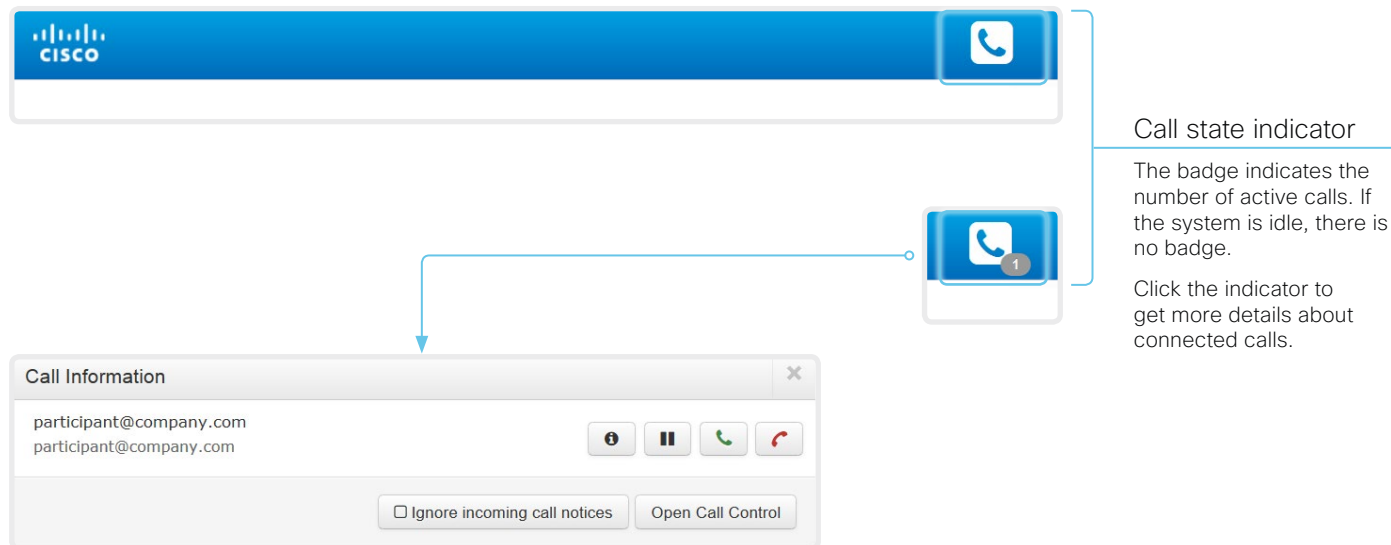 CISCO
Call state indicator
The badge indicates the
number of active calls. If
the system is idle, there is
no badge.
1
Click the indicator to
get more details about
connected calls.
Call Information
participant@company.com
participant@company.com
Ignore incoming call notices
Open Call Control